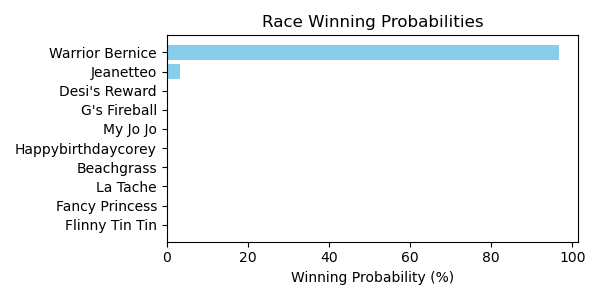 Race Winning Probabilities
Warrior Bernice
Jeanetteo
Desi's Reward
G's Fireball
My Jo Jo
Happybirthdaycorey
Beachgrass
La Tache
Fancy Princess
Flinny Tin Tin
0 20 40 60 80 100
Winning Probability (%)